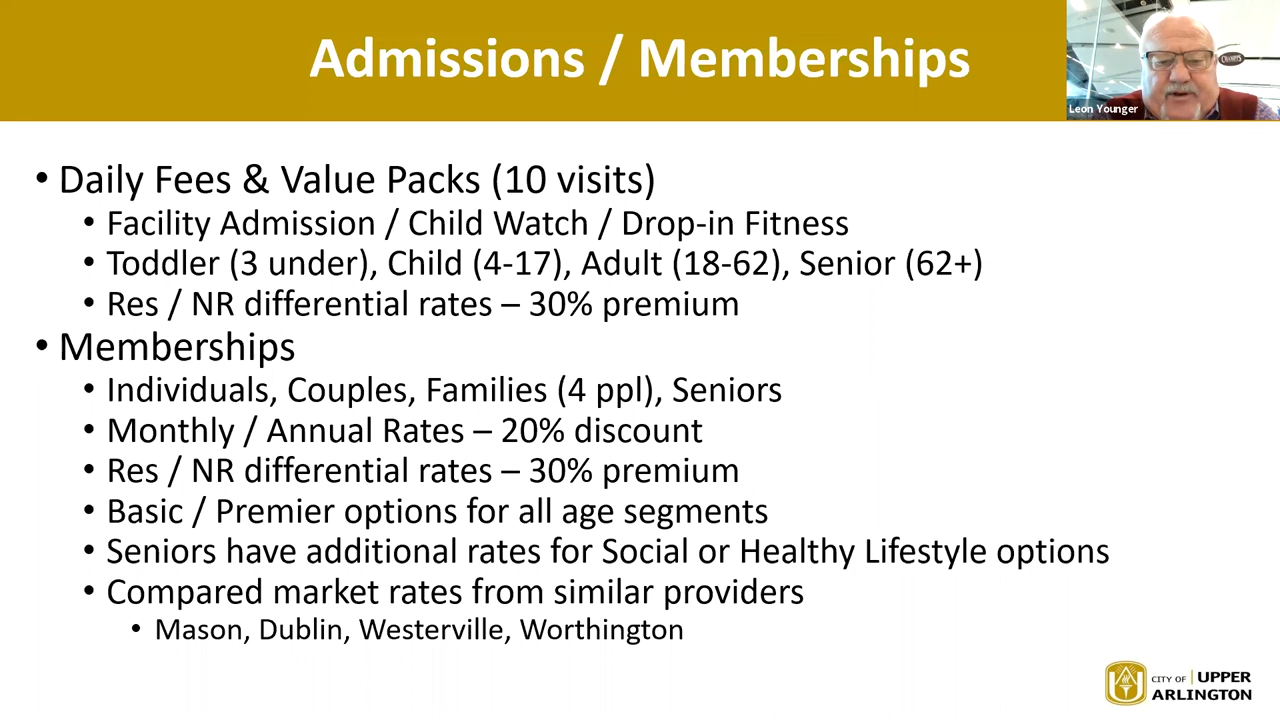 Admissions / Memberships
Leon Younger
• Daily Fees & Value Packs (10 visits)
• Facility Admission / Child Watch / Drop-in Fitness
• Toddler (3 under), Child (4-17), Adult (18-62), Senior (62+)
• Res / NR differential rates – 30% premium
• Memberships
• Individuals, Couples, Families (4 ppl), Seniors
• Monthly / Annual Rates – 20% discount
• Res / NR differential rates – 30% premium
• Basic / Premier options for all age segments
• Seniors have additional rates for Social or Healthy Lifestyle options
• Compared market rates from similar providers
• Mason, Dublin, Westerville, Worthington
CITY OF UPPER
ARLINGTON